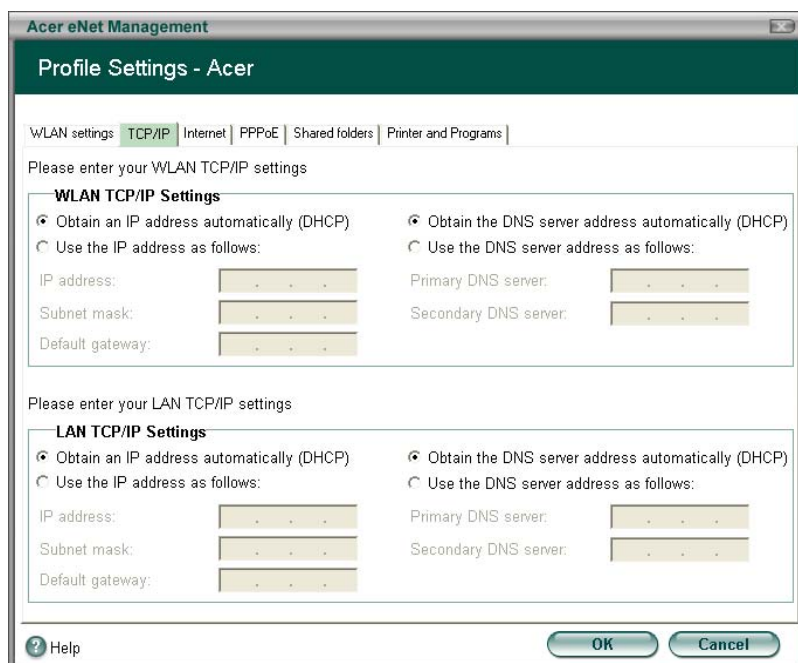 Acer eNet Management
Profile Settings - Acer
WLAN settings TCP/IP Internet PPPoE Shared folders Printer and Programs
Please enter your WLAN TCP/IP settings
WLAN TCP/IP Settings
Obtain an IP address automatically (DHCP) Obtain the DNS server address automatically (DHCP)
Use the IP address as follows: Use the DNS server address as follows:
IP address: Primary DNS server:
Subnet mask: Secondary DNS server:
Default gateway:
Please enter your LAN TCP/IP settings
LAN TCP/IP Settings
Obtain an IP address automatically (DHCP) Obtain the DNS server address automatically (DHCP)
Use the IP address as follows: Use the DNS server address as follows:
IP address: Primary DNS server:
Subnet mask: Secondary DNS server:
Default gateway:
? Help OK Cancel